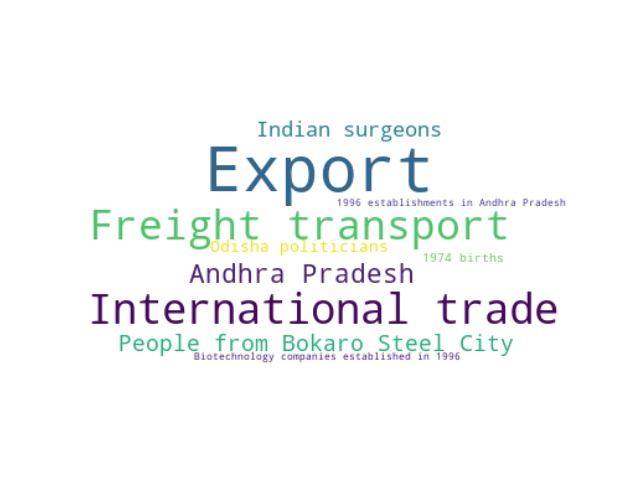 Indian surgeons
Export
1996 establishments in Andhra Pradesh
Freight transport
Odisha politicians
1974 births
Andhra Pradesh
International trade
People from Bokaro Steel City
Biotechnology companies established in 1996